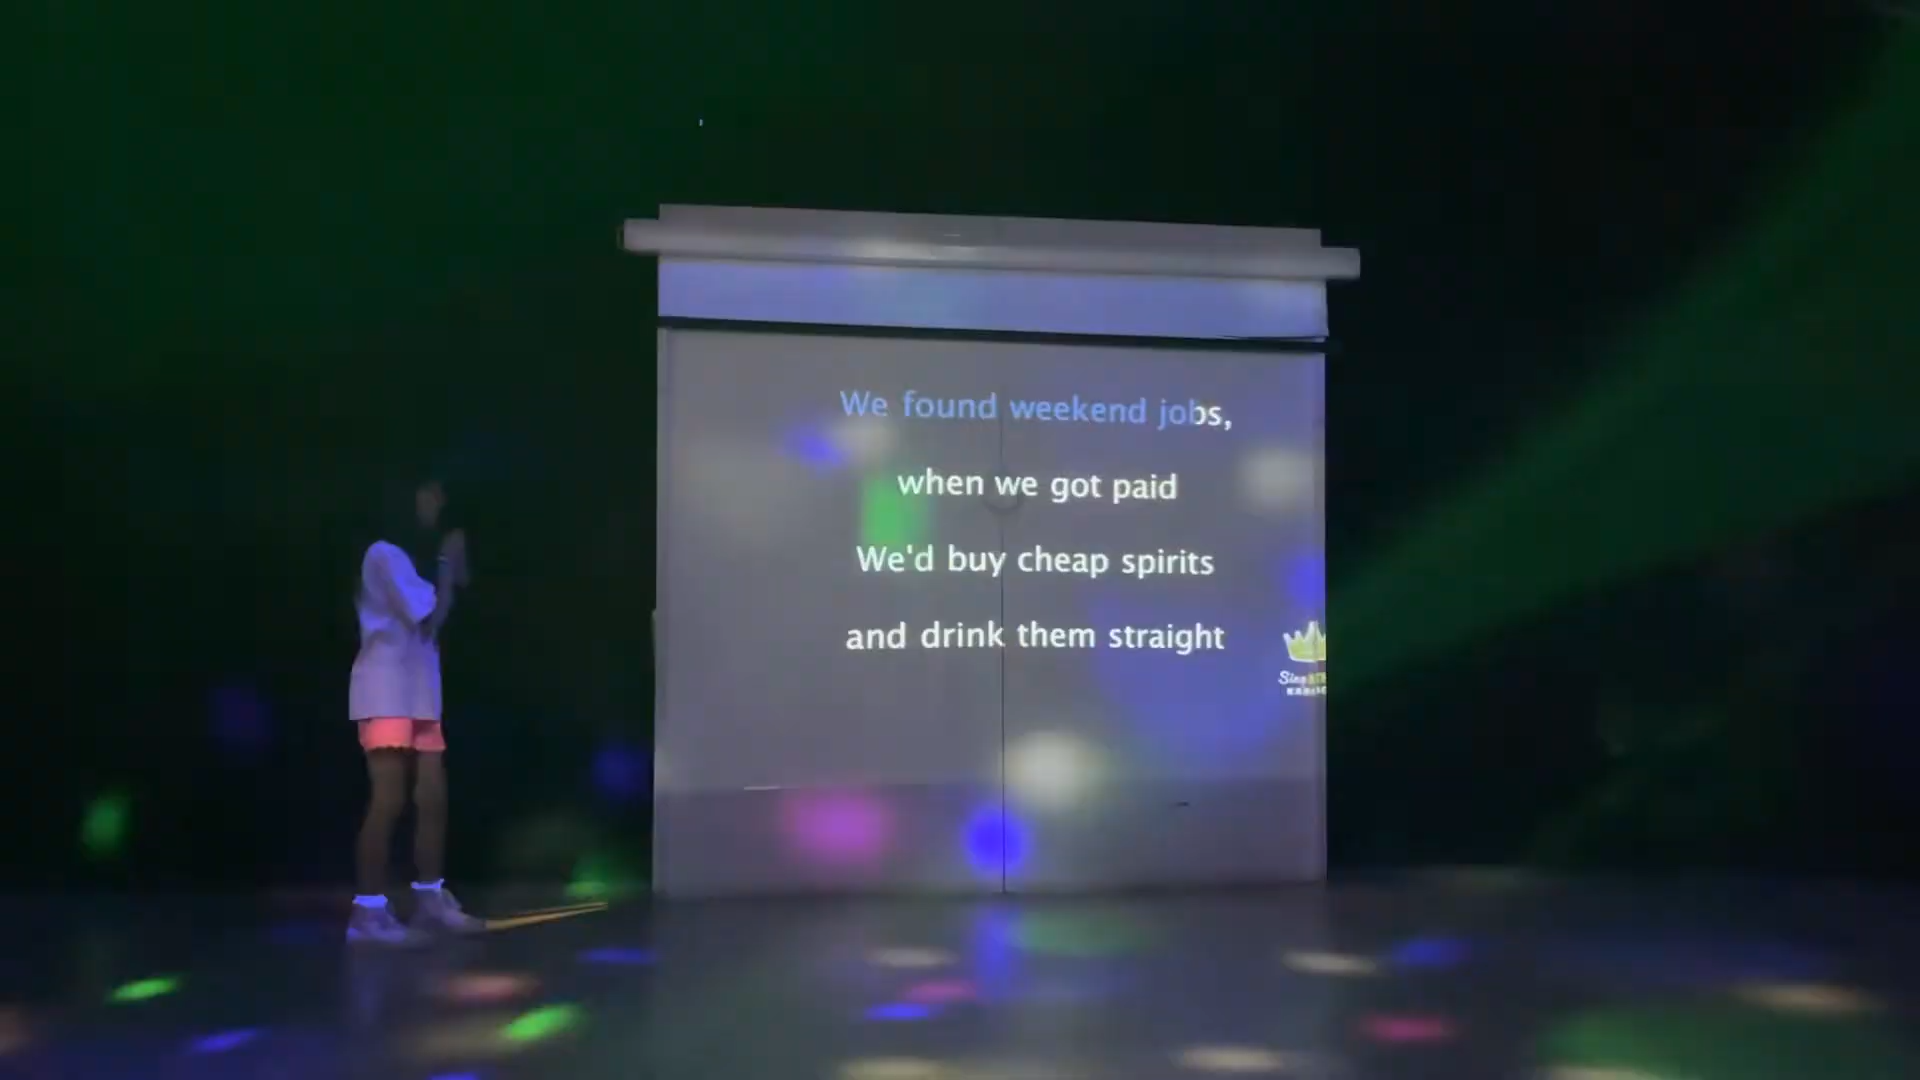 We found weekend jobs,
when we got paid
We'd buy cheap spirits
and drink them straight